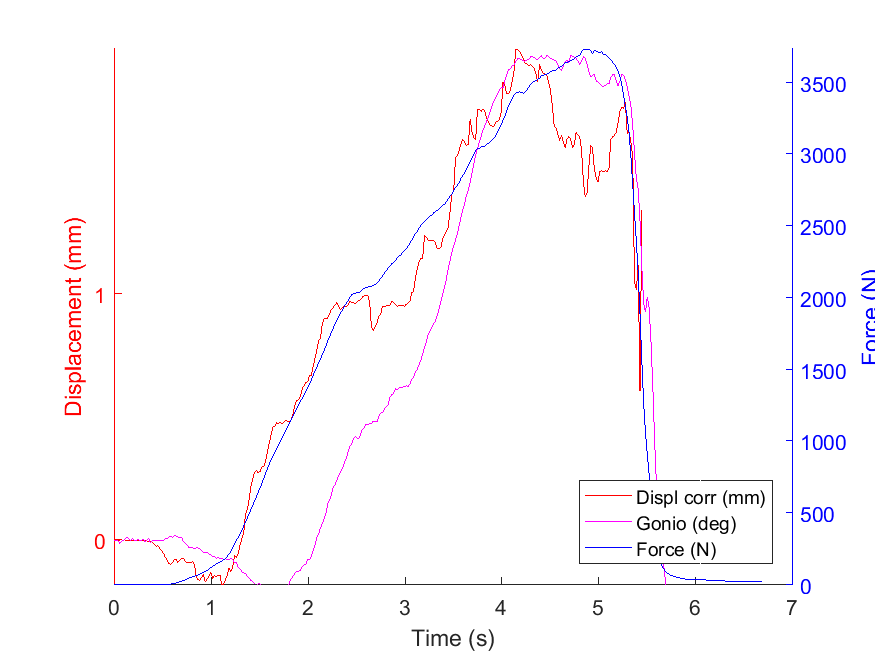 Displacement (mm)
1
0
3500
3000
2500
2000
1500
1000
500
0
Force (N)
Displ corr (mm)
Gonio (deg)
Force (N)
0 1 2 3 4 5 6 7
Time (s)